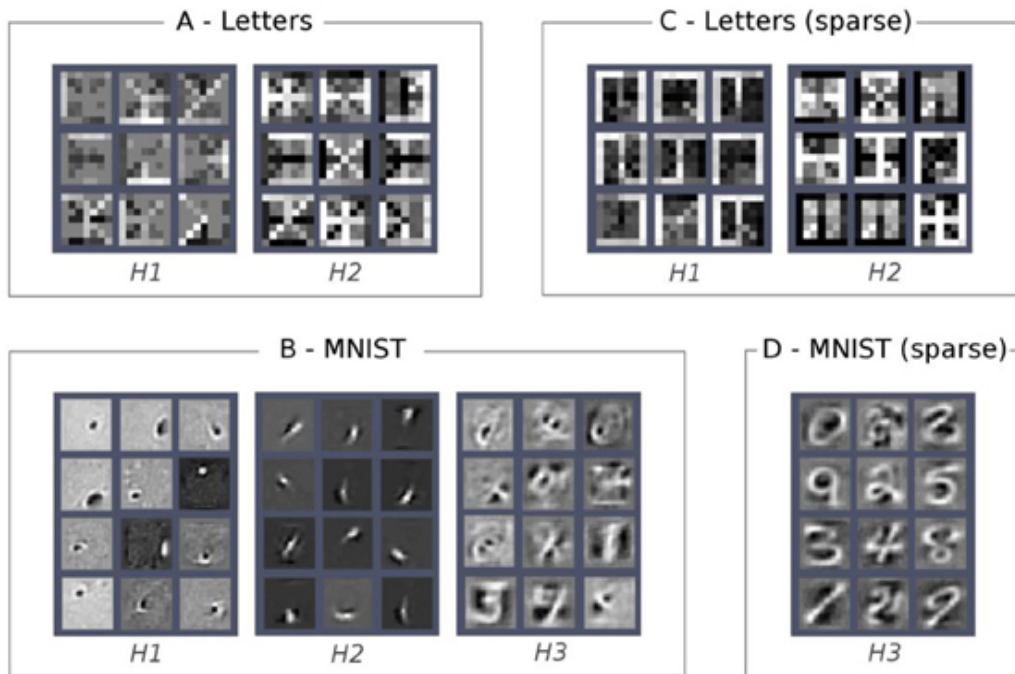 A - Letters
H1 H2
C - Letters (sparse)
H1 H2
B - MNIST
H1 H2 H3
D - MNIST (sparse)
H3